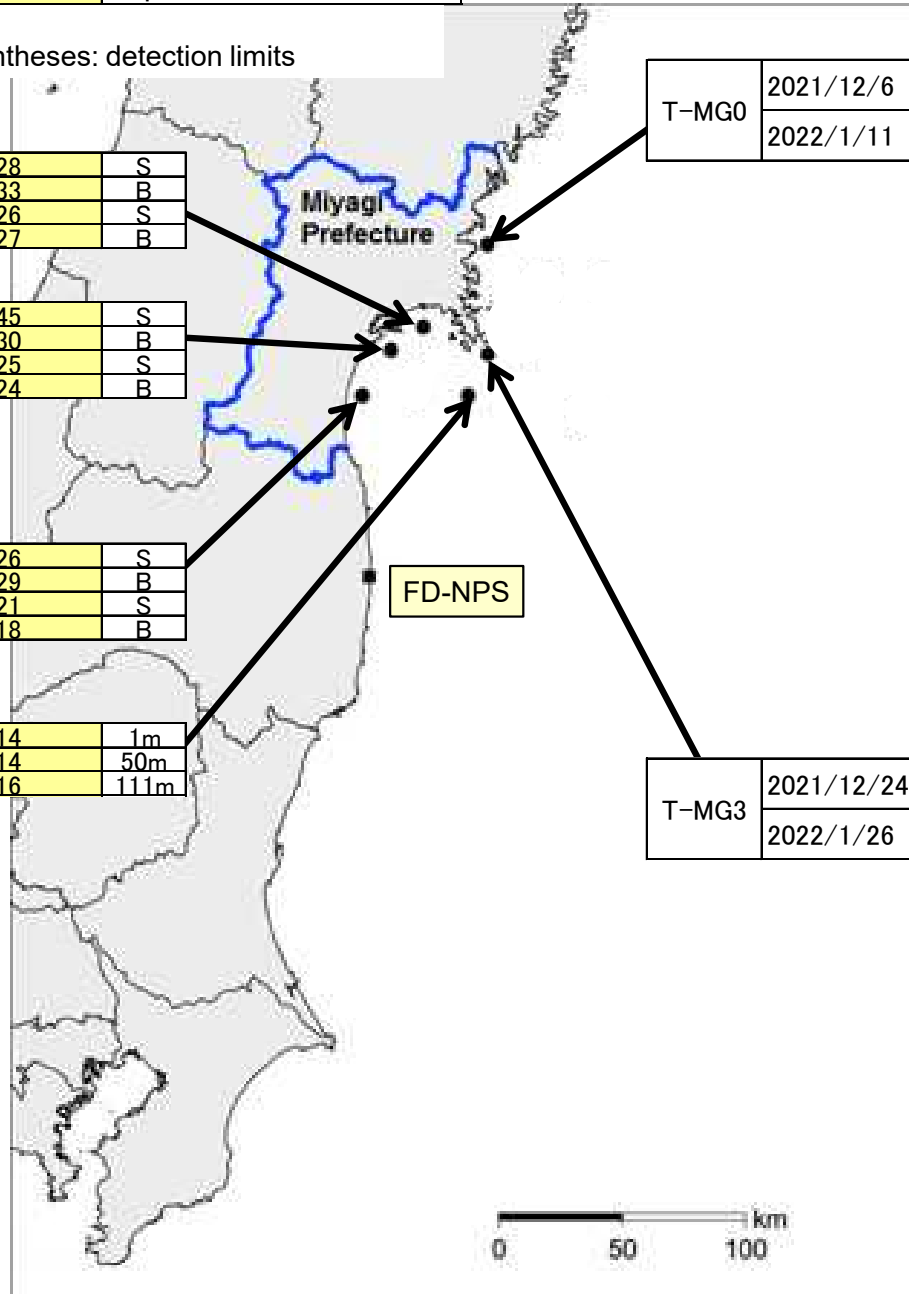 ntheses: detection limits
T-MG0
2021/12/6
2022/1/11
28 S
33 B
26 S
27 B
Miyagi
Prefecture
45 S
30 B
25 S
24 B
26 S
29 B
21 S
18 B
FD-NPS
14 1m
14 50m
16 111m
T-MG3
2021/12/24
2022/1/26
km
0 50 100